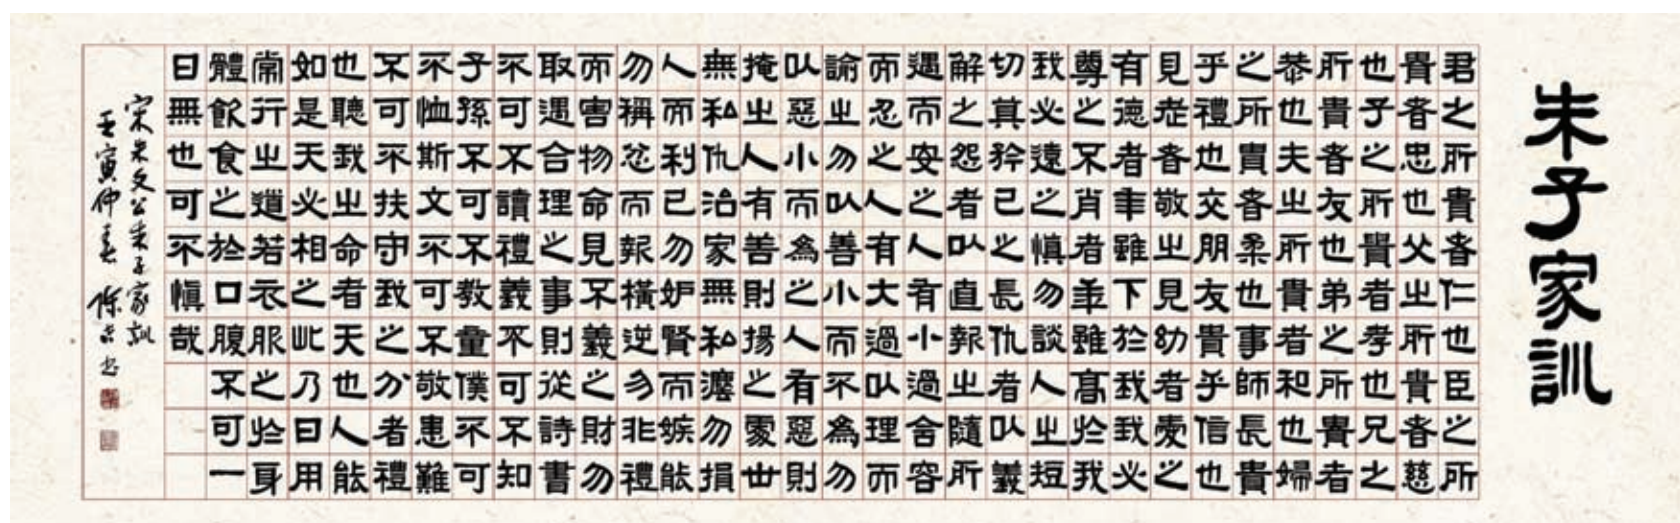 朱子家訓
君之所貴者仁也臣之所
貴者忠也父之所貴者慈
也子之所貴者孝也兄之
所貴者友也弟之所貴者
恭也夫之所貴者和也婦
之所貴者柔也事師長貴
乎禮也交朋友貴乎信也
見老者敬之見幼者愛之
有德者年雖下於我我必
尊之不肖者年雖高於我
我必遠之慎勿談人之短
切莫矜己之長仇者以義
解之怨者以直報之隨所
遇而安之人有小過含容
而忍之人有大過以理而
諭之勿以善小而不為勿
以惡小而為之人有惡則
掩之人有善則揚之處世
無私仇治家無私灋勿損
人而利己勿妒賢而嫉能
勿稱忿而報橫逆勿非禮
而害物命見不義之財勿
取遇合理之事則從詩書
不可不讀禮義不可不知
子孫不可不教童僕不可
不恤斯文不可不敬患難
不可不扶守我之分者禮
也聽我之命者天也人能
如是天必相之此乃日用
常行之道若衣服之於身
體飲食之於口腹不可一
日無也可不慎哉
宋朱文公朱子家訓
壬寅仲春